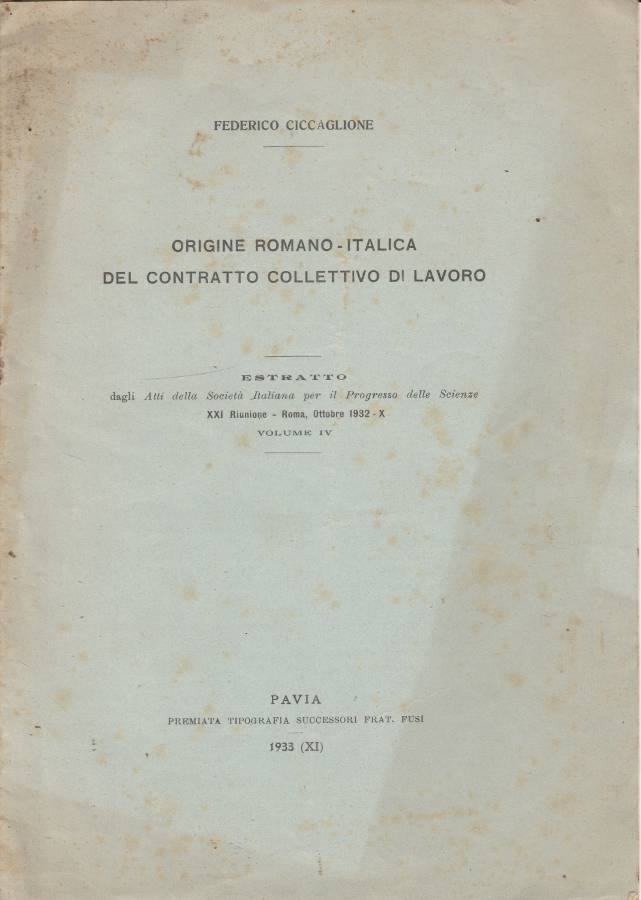 FEDERICO CICCAGLIONE
ORIGINE ROMANO-ITALICA
DEL CONTRATTO COLLETTIVO DI LAVORO
ESTRATTO
dagli Atti della Società Italiana per il Progresso delle Scienze
XXI Riunione - Roma, Ottobre 1932-X
VOLUME IV
PAVIA
PREMIATA TIPOGRAFIA SUCCESSORI FRAT. FUSI
1933 (XI)